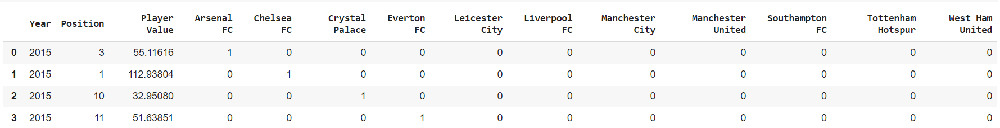 Year Position Player Value Arsenal FC Chelsea FC Crystal Palace Everton FC Leicester City Liverpool FC Manchester City Manchester United Southampton FC Tottenham Hotspur West Ham United
0 2015 3 55.11616 1 0 0 0 0 0 0 0 0 0 0
1 2015 1 112.93804 0 1 0 0 0 0 0 0 0 0 0
2 2015 10 32.95080 0 0 1 0 0 0 0 0 0 0 0
3 2015 11 51.63851 0 0 0 1 0 0 0 0 0 0 0